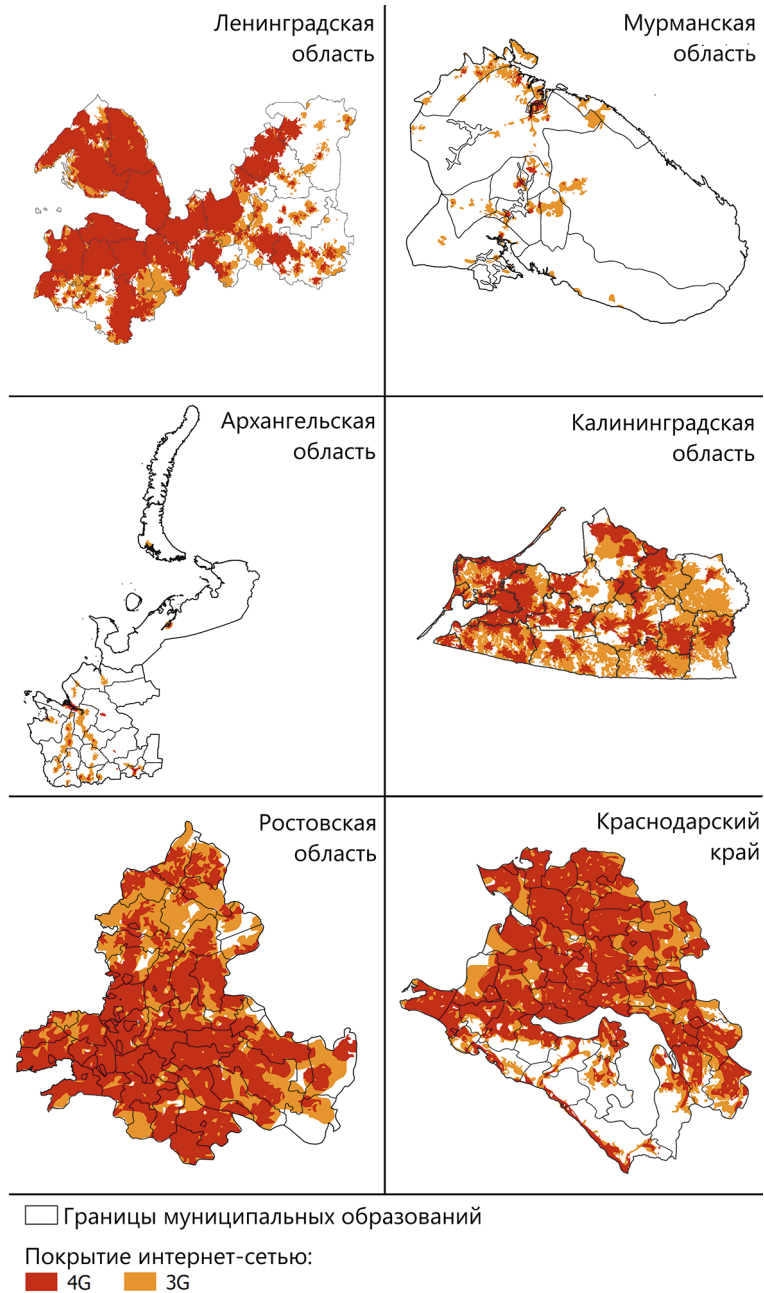 Ленинградская
область
Мурманская
область
Архангельская
область
Калининградская
область
Ростовская
область
Краснодарский
край
Границы муниципальных образований
Покрытие интернет-сетью:
4G 3G